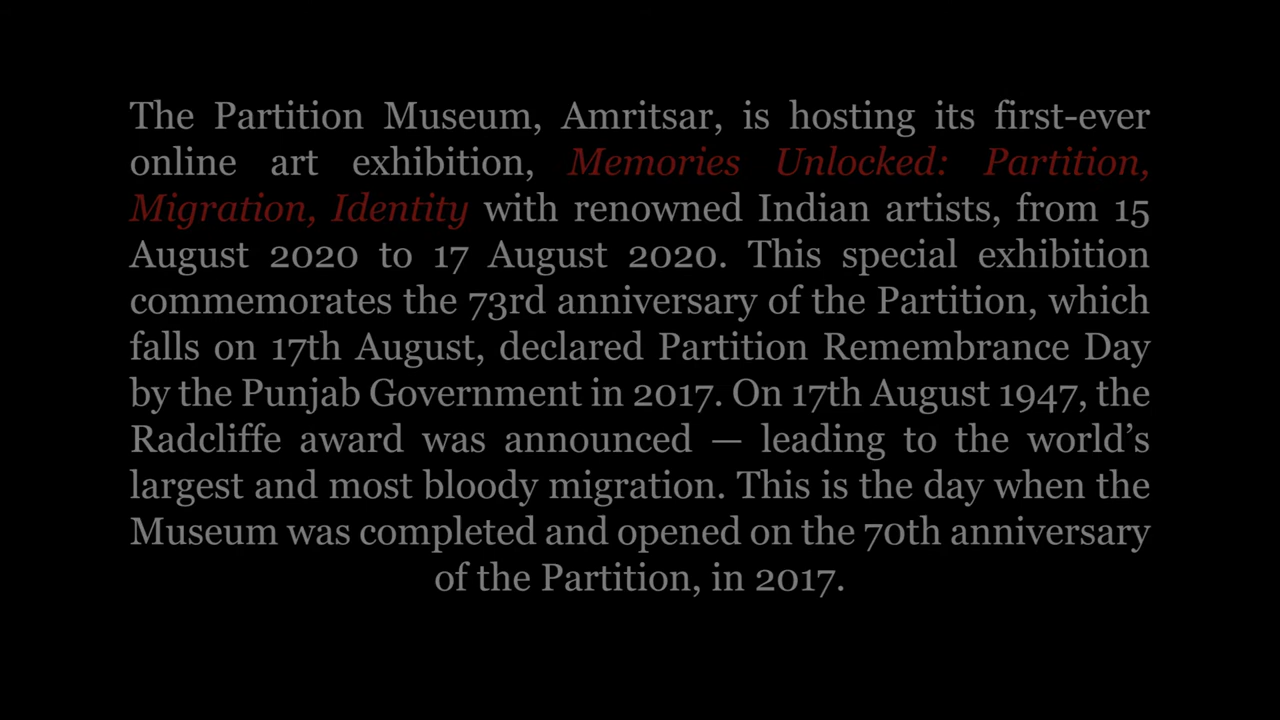 The Partition Museum, Amritsar, is hosting its first-ever
online art exhibition, Memories Unlocked: Partition,
Migration, Identity with renowned Indian artists, from 15
August 2020 to 17 August 2020. This special exhibition
commemorates the 73rd anniversary of the Partition, which
falls on 17th August, declared Partition Remembrance Day
by the Punjab Government in 2017. On 17th August 1947, the
Radcliffe award was announced — leading to the world’s
largest and most bloody migration. This is the day when the
Museum was completed and opened on the 70th anniversary
of the Partition, in 2017.